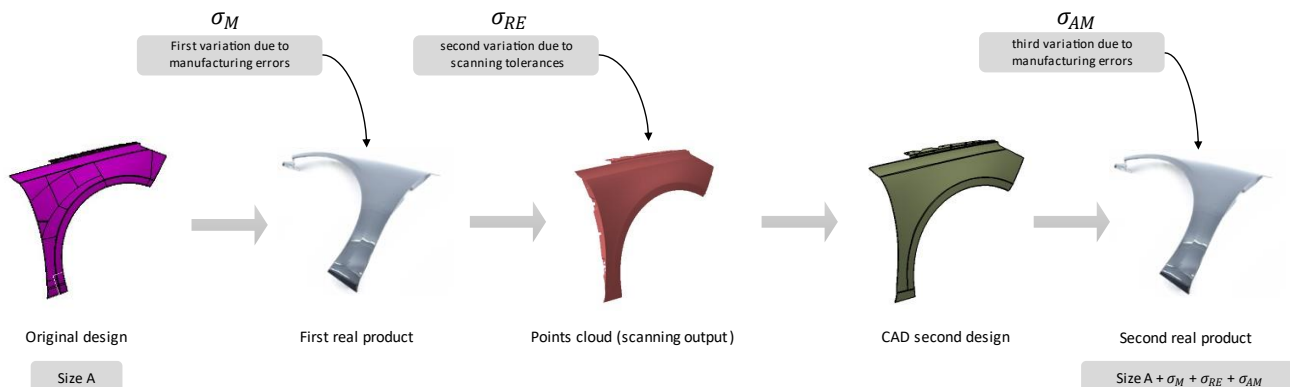 σ_M
σ_RE
σ_AM
First variation due to
manufacturing errors
second variation due to
scanning tolerances
third variation due to
manufacturing errors
Original design
First real product
Points cloud (scanning output)
CAD second design
Second real product
Size A
Size A + σ_M + σ_RE + σ_AM